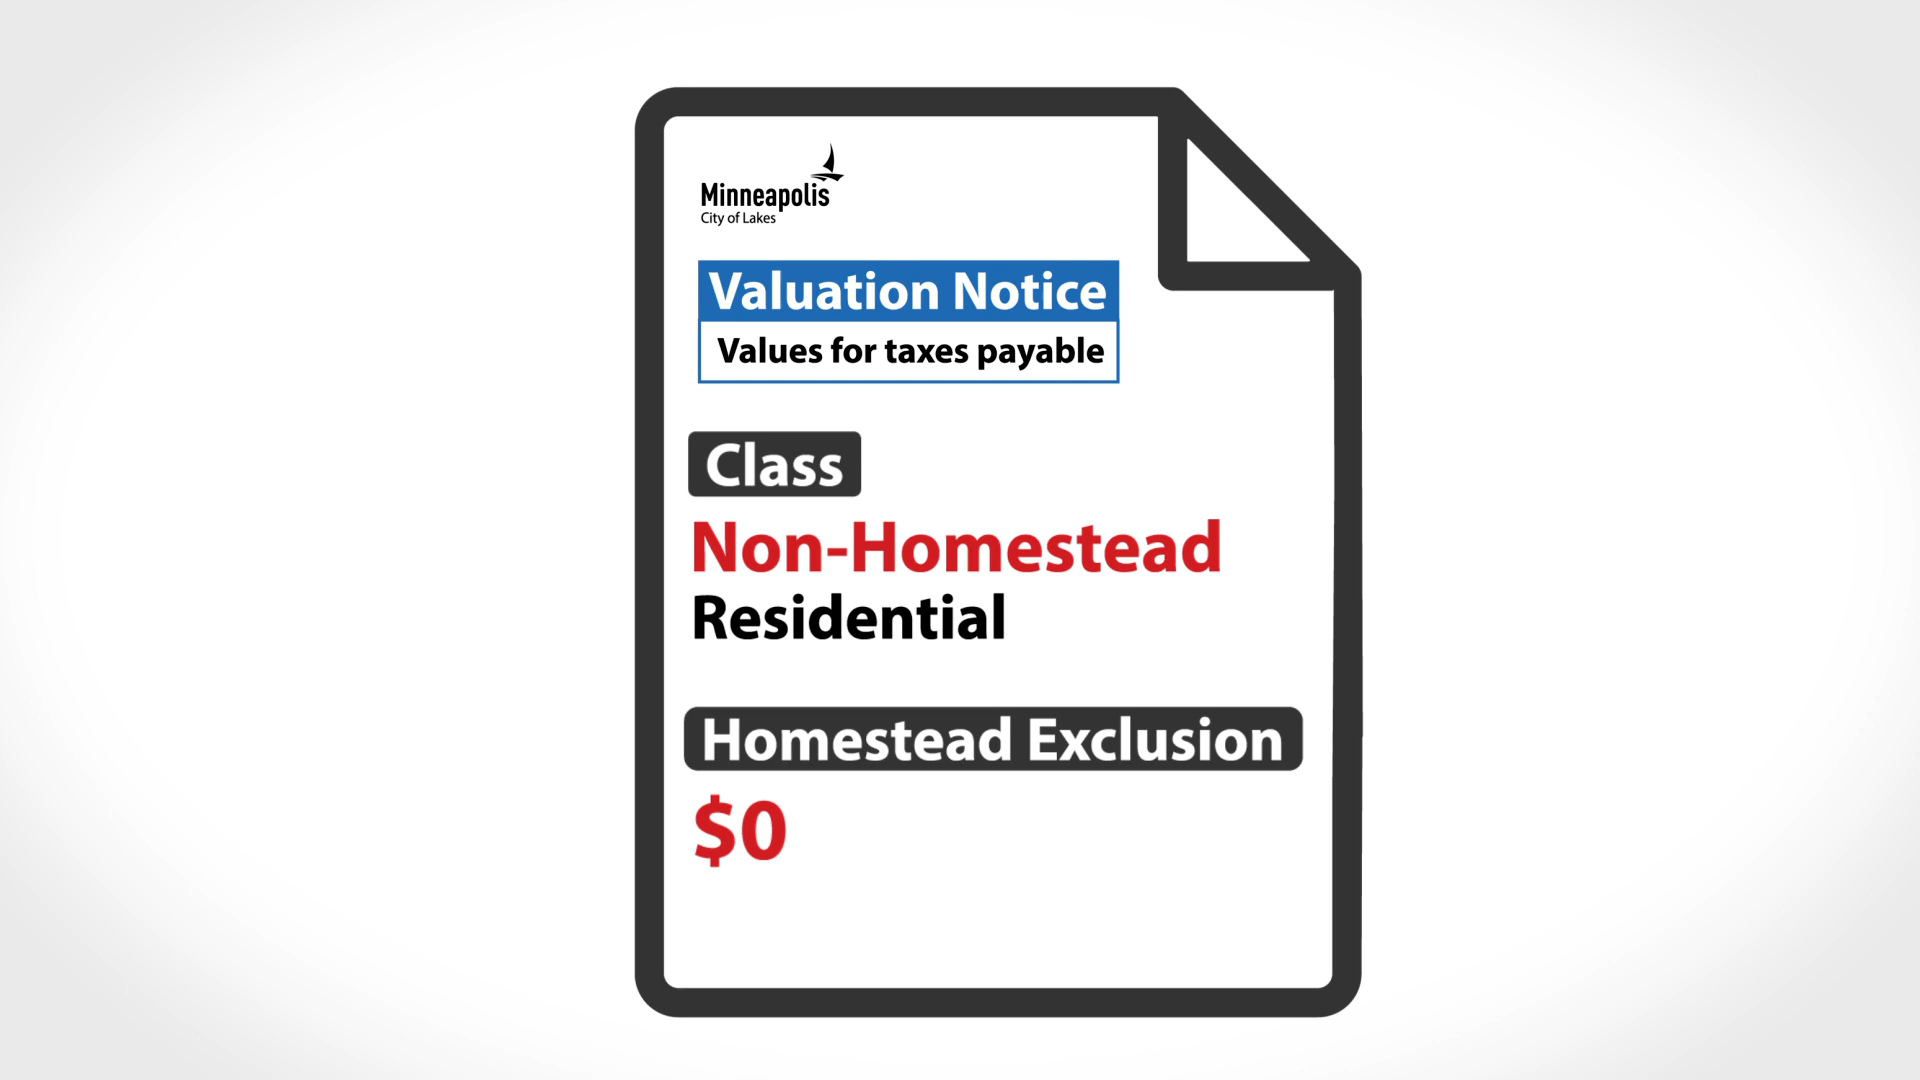 Minneapolis
City of Lakes
Valuation Notice
Values for taxes payable
Class
Non-Homestead
Residential
Homestead Exclusion
$0